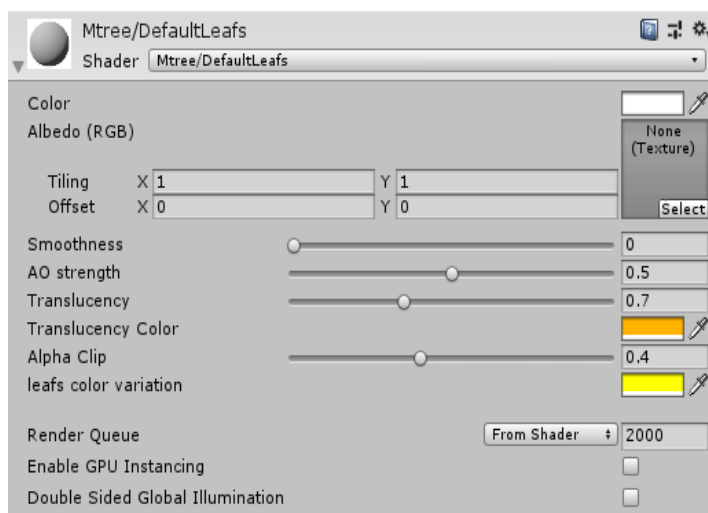 Mtree/DefaultLeafs
Shader Mtree/DefaultLeafs
Color
Albedo (RGB)
None
(Texture)
Tiling X 1 Y 1
Offset X 0 Y 0
Select
Smoothness 0
AO strength 0.5
Translucency 0.7
Translucency Color
Alpha Clip 0.4
leafs color variation
Render Queue From Shader 2000
Enable GPU Instancing
Double Sided Global Illumination